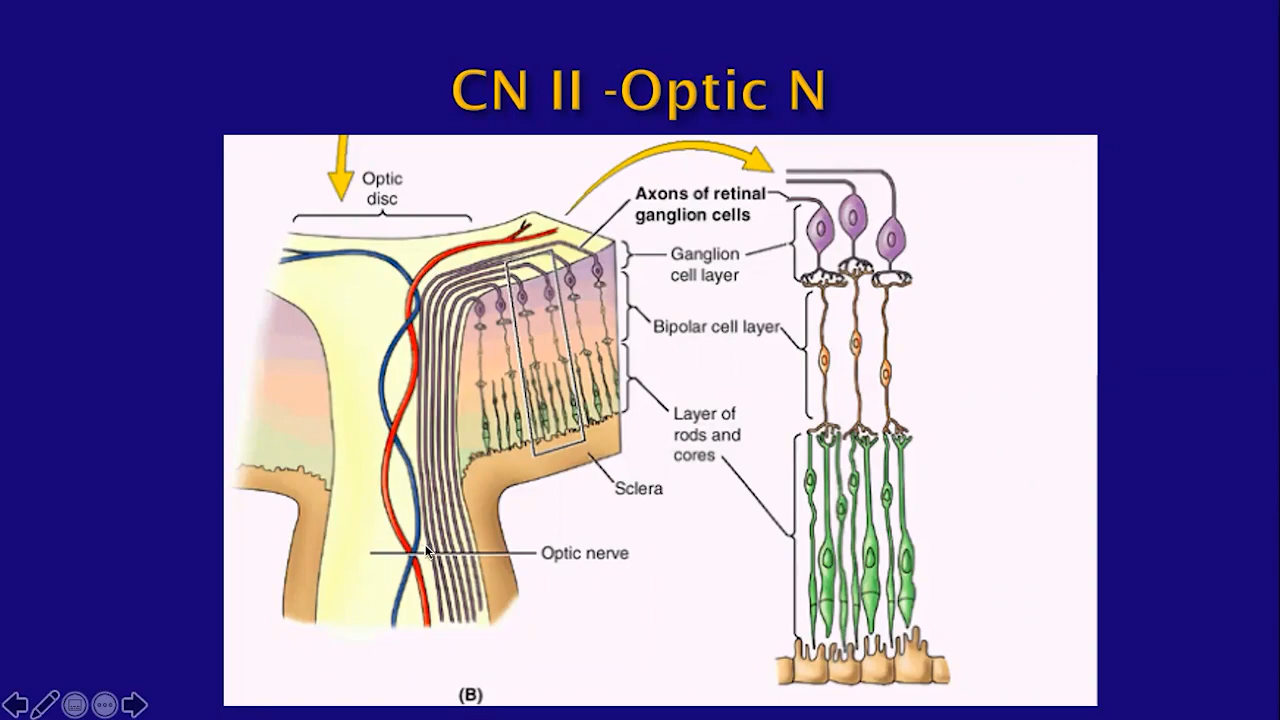 CN II -Optic N
Optic
disc
Axons of retinal
ganglion cells
Ganglion
cell layer
Bipolar cell layer
Layer of
rods and
cores
Sclera
Optic nerve
(B)